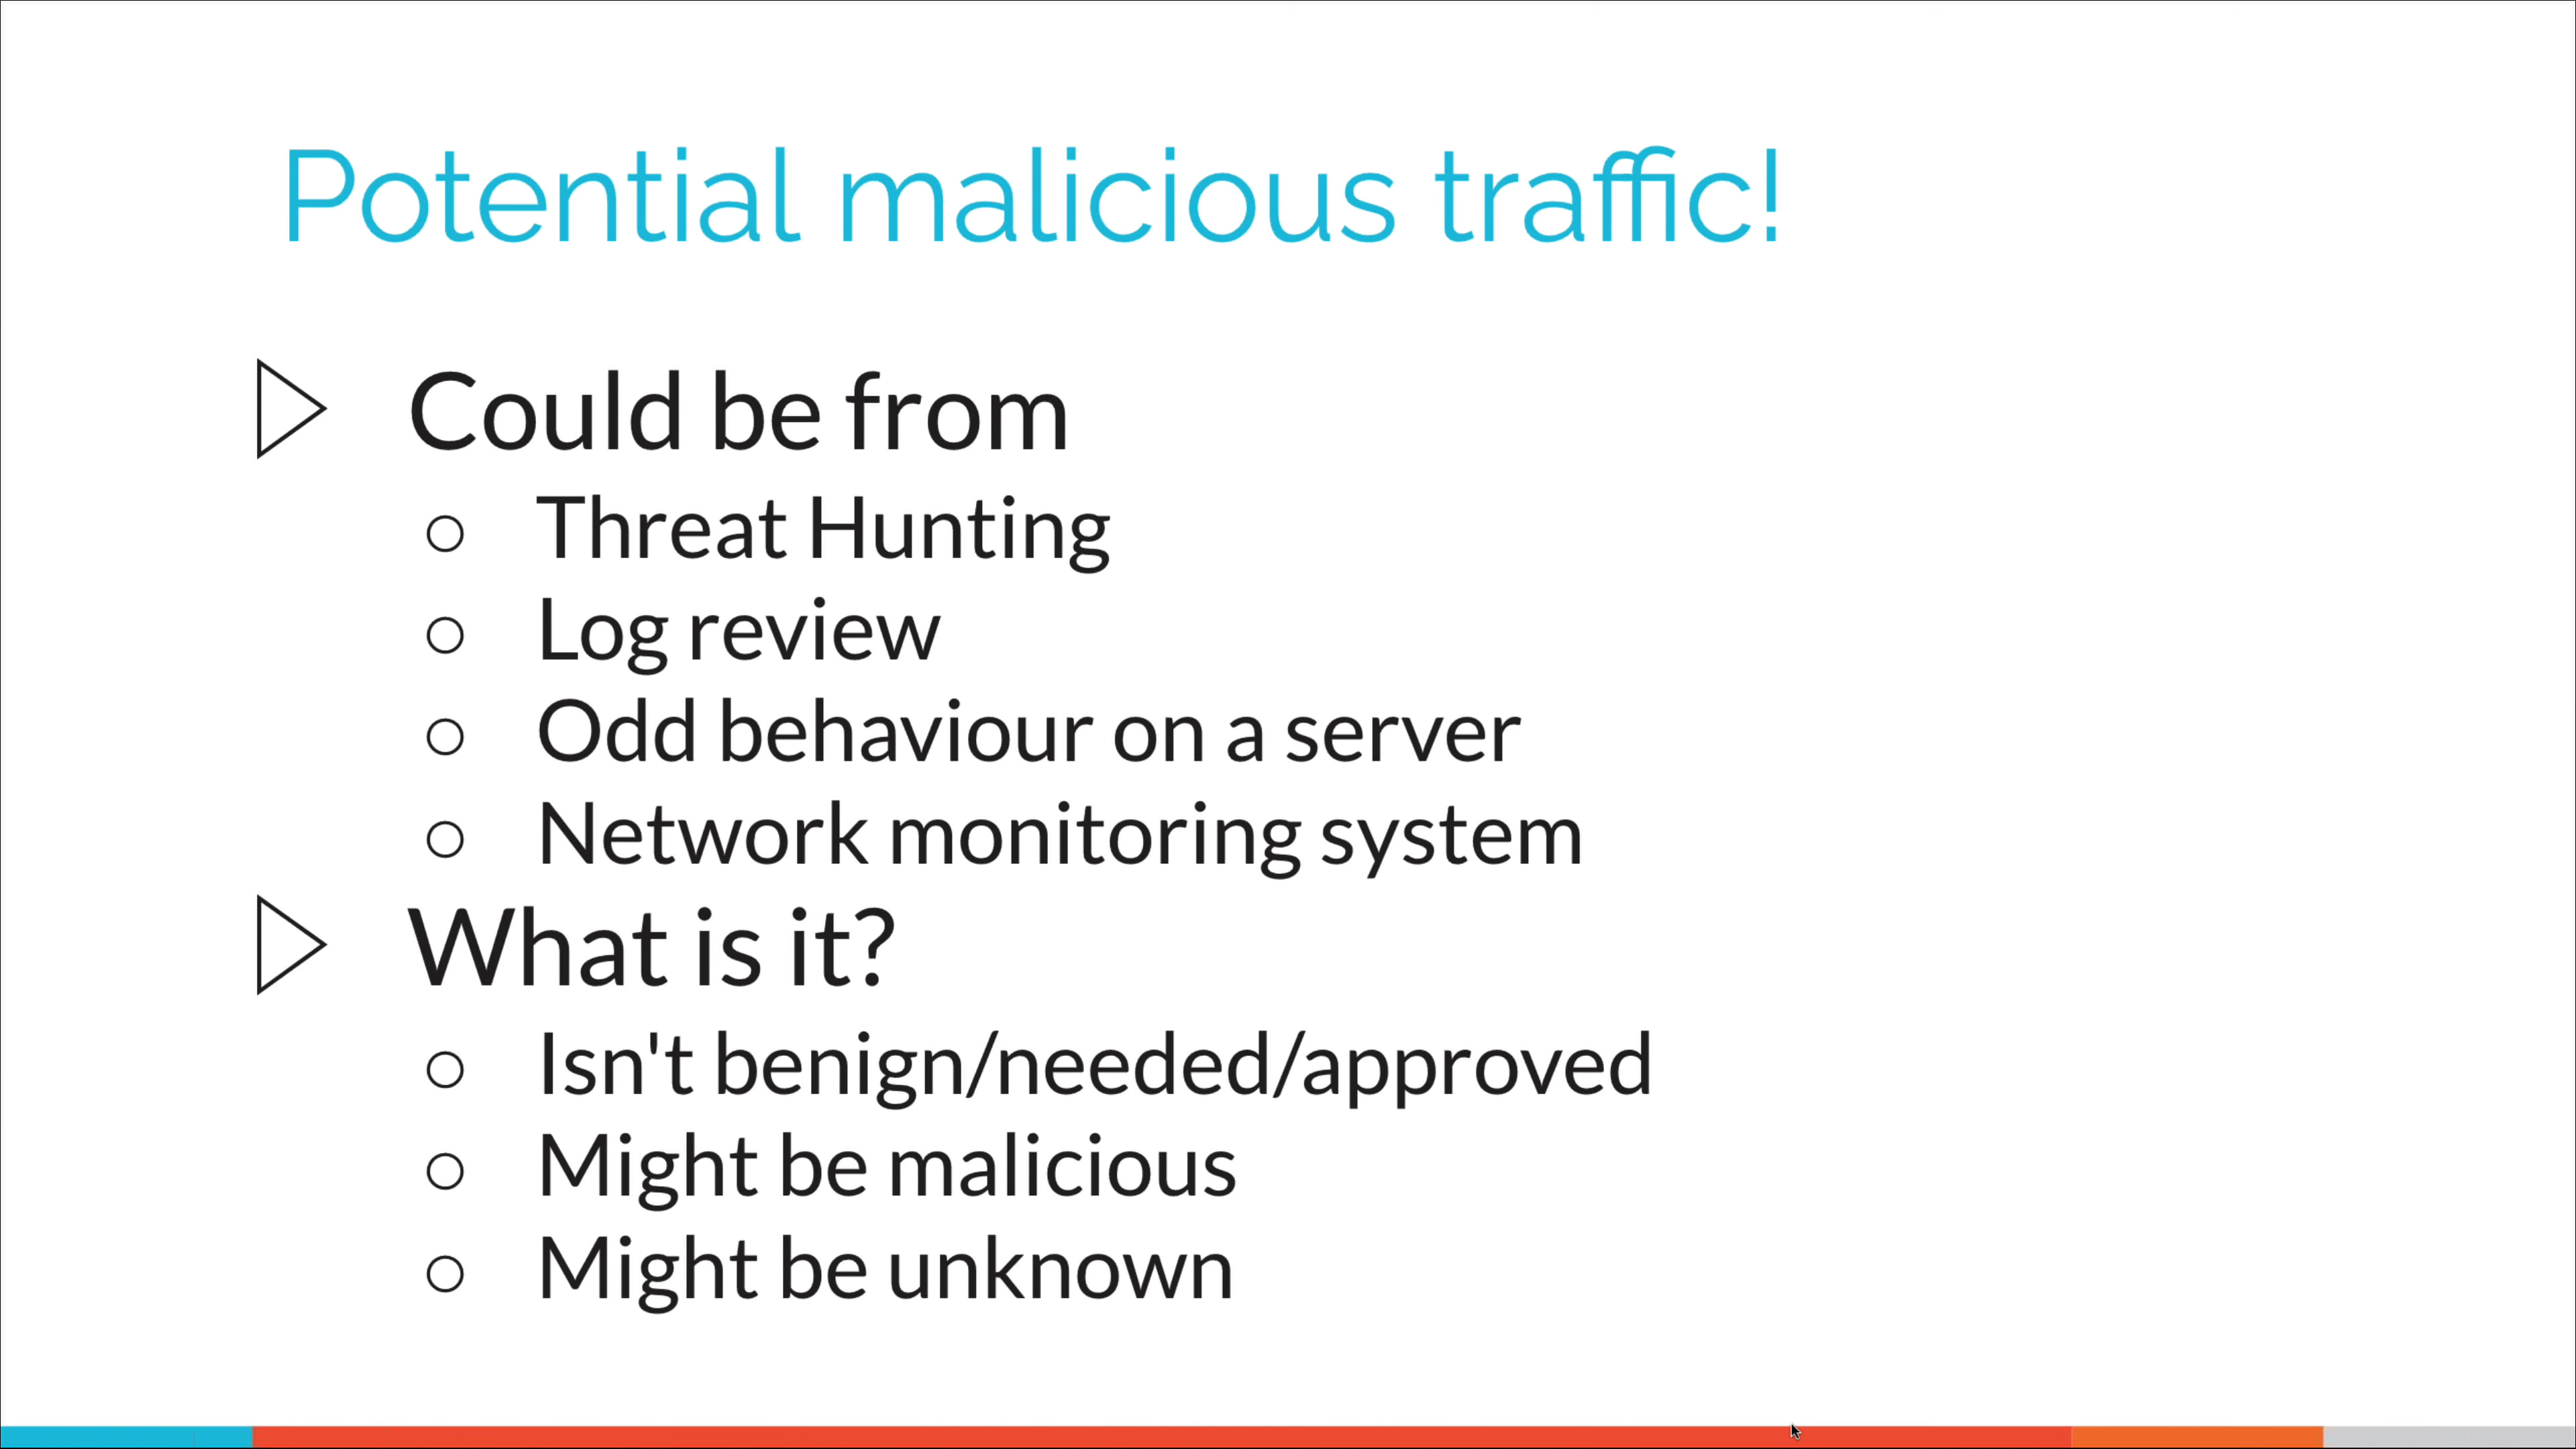 Potential malicious traffic!
Could be from
Threat Hunting
Log review
Odd behaviour on a server
Network monitoring system
What is it?
Isn't benign/needed/approved
Might be malicious
Might be unknown